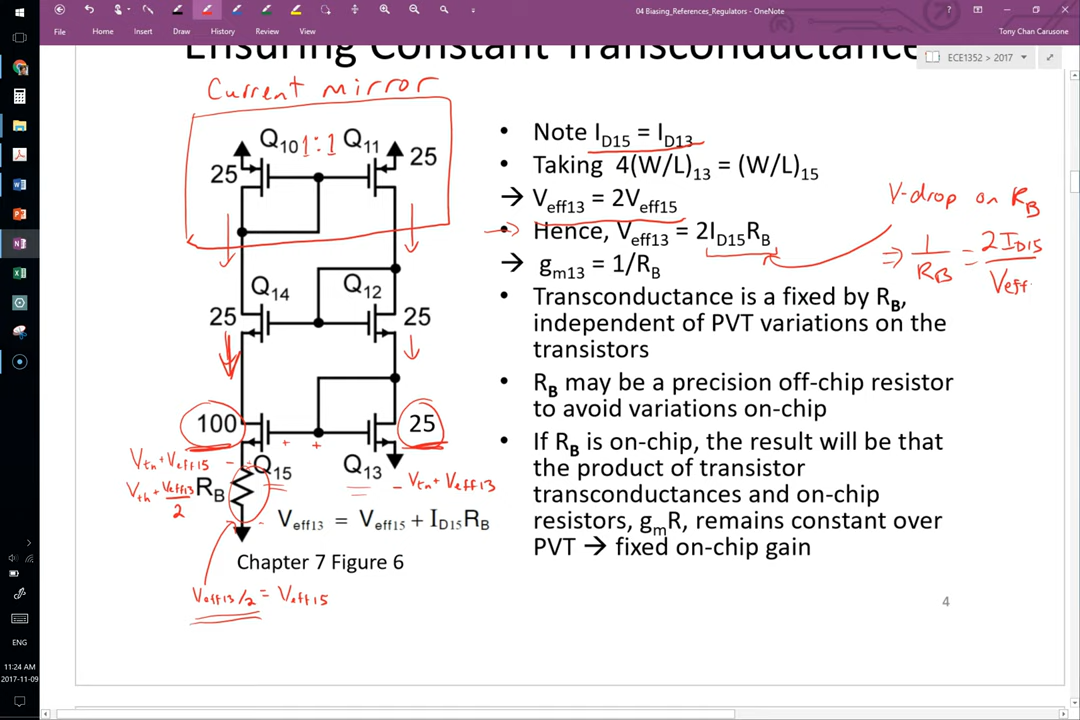 04 Biasing_References_Regulators - OneNote
File Home Insert Draw History Review View
Tony Chan Carusone
Ensuring Constant Transconductance
ECE1352 > 2017
Current mirror
Q10 1:1 Q11
25
25
Q14
Q12
25
25
100
25
Q15
Q13
RB
Vtn + Veff15
Vth + Veff13/2
- Vtn + Veff13
Veff13 = Veff15 + ID15RB
Chapter 7 Figure 6
Veff13/2 = Veff15
• Note ID15 = ID13
• Taking 4(W/L)13 = (W/L)15
→ Veff13 = 2Veff15
• Hence, Veff13 = 2ID15RB
→ gm13 = 1/RB
• Transconductance is a fixed by RB,
independent of PVT variations on the
transistors
• RB may be a precision off-chip resistor
to avoid variations on-chip
• If RB is on-chip, the result will be that
the product of transistor
transconductances and on-chip
resistors, gmR, remains constant over
PVT → fixed on-chip gain
V-drop on RB
⇒ 1/RB = 2ID15/Veff
4
ENG
11:24 AM
2017-11-09